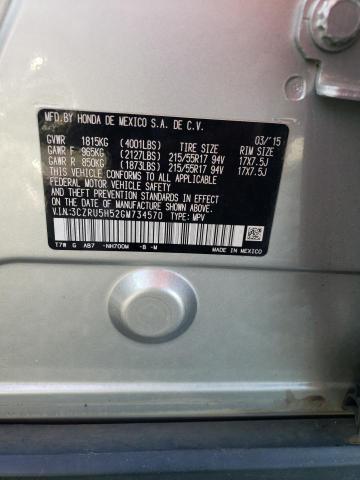 MFD.BY HONDA DE MEXICO S.A. DE C.V.
03/'15
GVWR 1815KG (4001LBS) TIRE SIZE RIM SIZE
GAWR F 965KG (2127LBS) 215/55R17 94V 17X7.5J
GAWR R 850KG (1873LBS) 215/55R17 94V 17X7.5J
THIS VEHICLE CONFORMS TO ALL APPLICABLE
FEDERAL MOTOR VEHICLE SAFETY AND
THEFT PREVENTION STANDARDS IN EFFECT ON
THE DATE OF MANUFACTURE SHOWN ABOVE.
V.I.N:3CZRU5H52GM734570 TYPE: MPV
T7W G AB7 -NH700M -B -M
MADE IN MEXICO